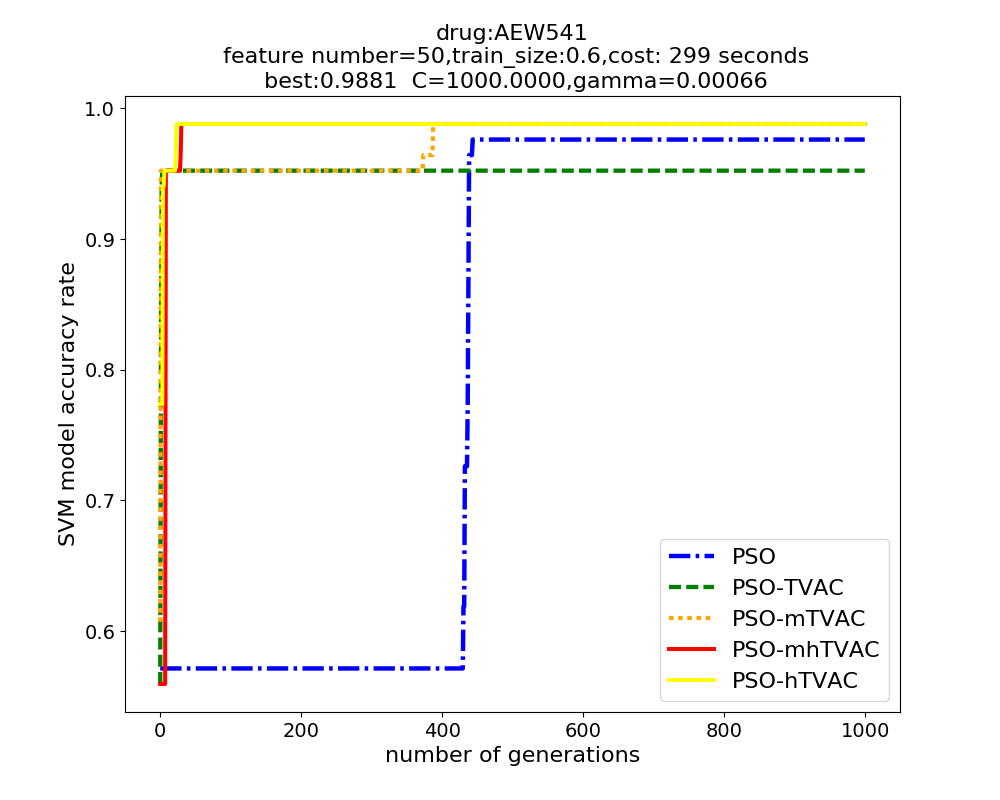 drug:AEW541
feature number=50,train_size:0.6,cost: 299 seconds
best:0.9881  C=1000.0000,gamma=0.00066
1.0
0.9
0.8
0.7
0.6
SVM model accuracy rate
PSO
PSO-TVAC
PSO-mTVAC
PSO-mhTVAC
PSO-hTVAC
0 200 400 600 800 1000
number of generations